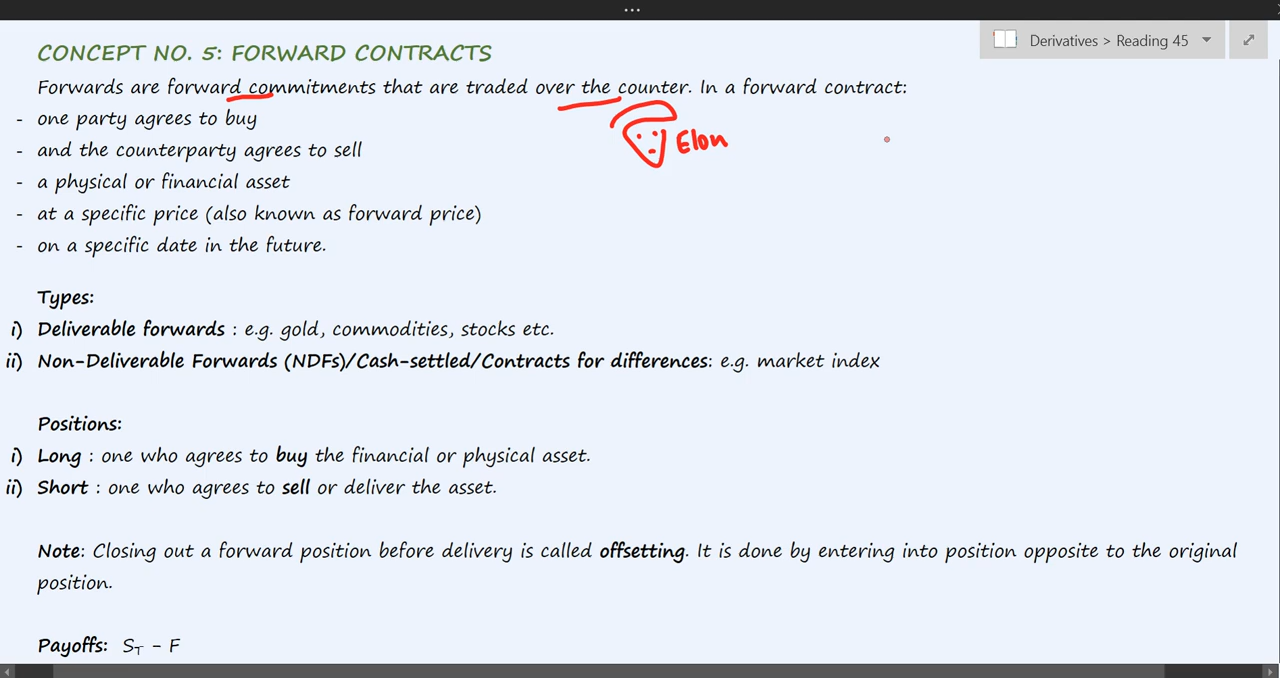 ...
Derivatives > Reading 45
CONCEPT NO. 5: FORWARD CONTRACTS
Forwards are forward commitments that are traded over the counter. In a forward contract:
- one party agrees to buy
Elon
- and the counterparty agrees to sell
- a physical or financial asset
- at a specific price (also known as forward price)
- on a specific date in the future.
Types:
i) Deliverable forwards : e.g. gold, commodities, stocks etc.
ii) Non-Deliverable Forwards (NDFs)/Cash-settled/Contracts for differences: e.g. market index
Positions:
i) Long : one who agrees to buy the financial or physical asset.
ii) Short : one who agrees to sell or deliver the asset.
Note: Closing out a forward position before delivery is called offsetting. It is done by entering into position opposite to the original
position.
Payoffs: S_T - F